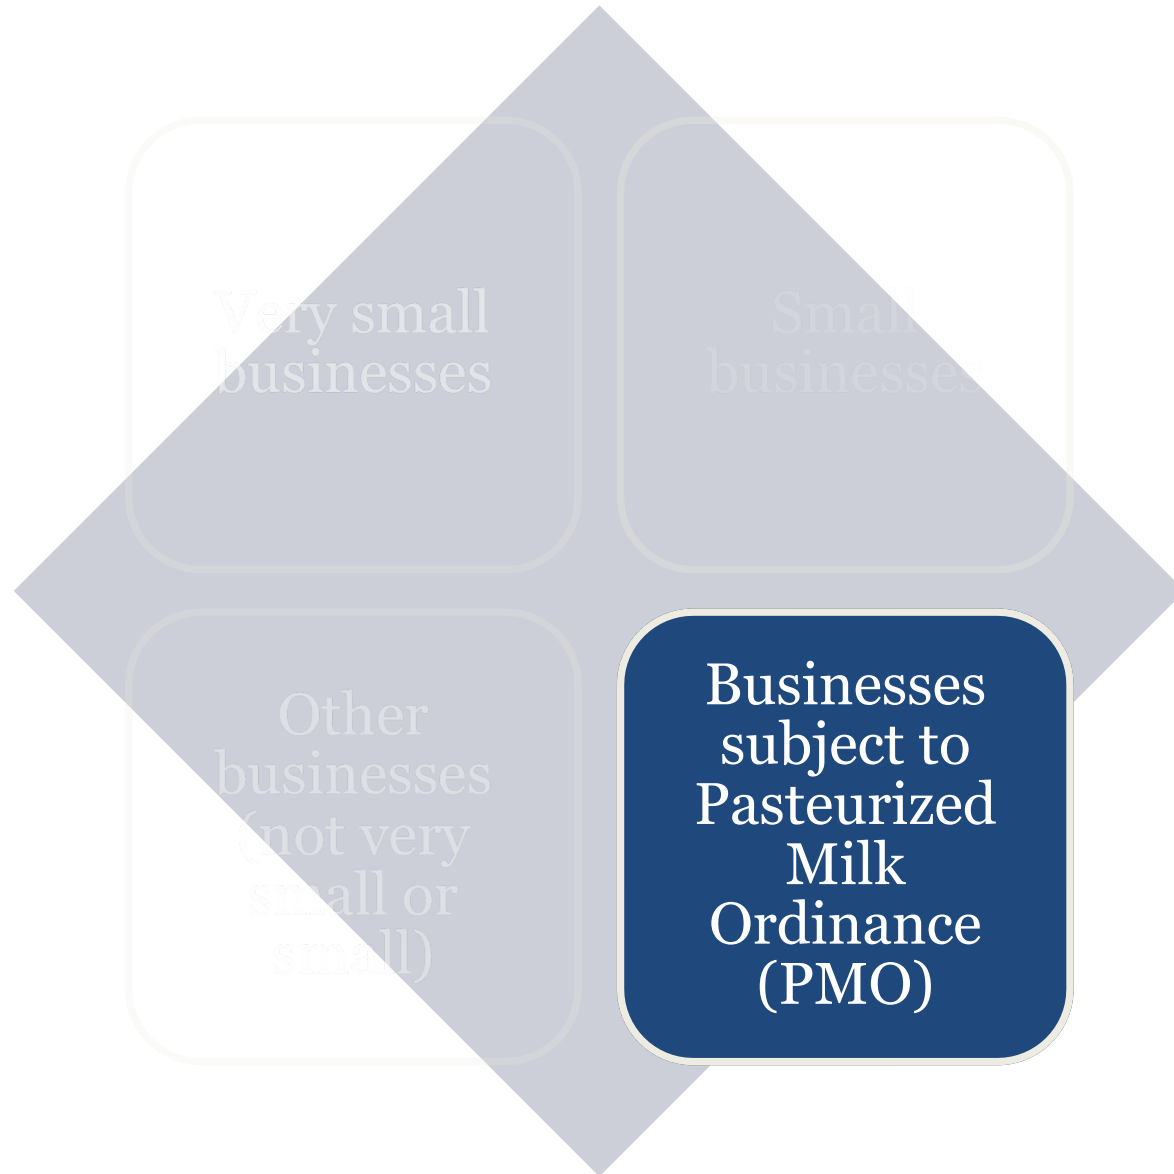 Very small
businesses
Small
businesses
Other
businesses
(not very
small or
small)
Businesses
subject to
Pasteurized
Milk
Ordinance
(PMO)